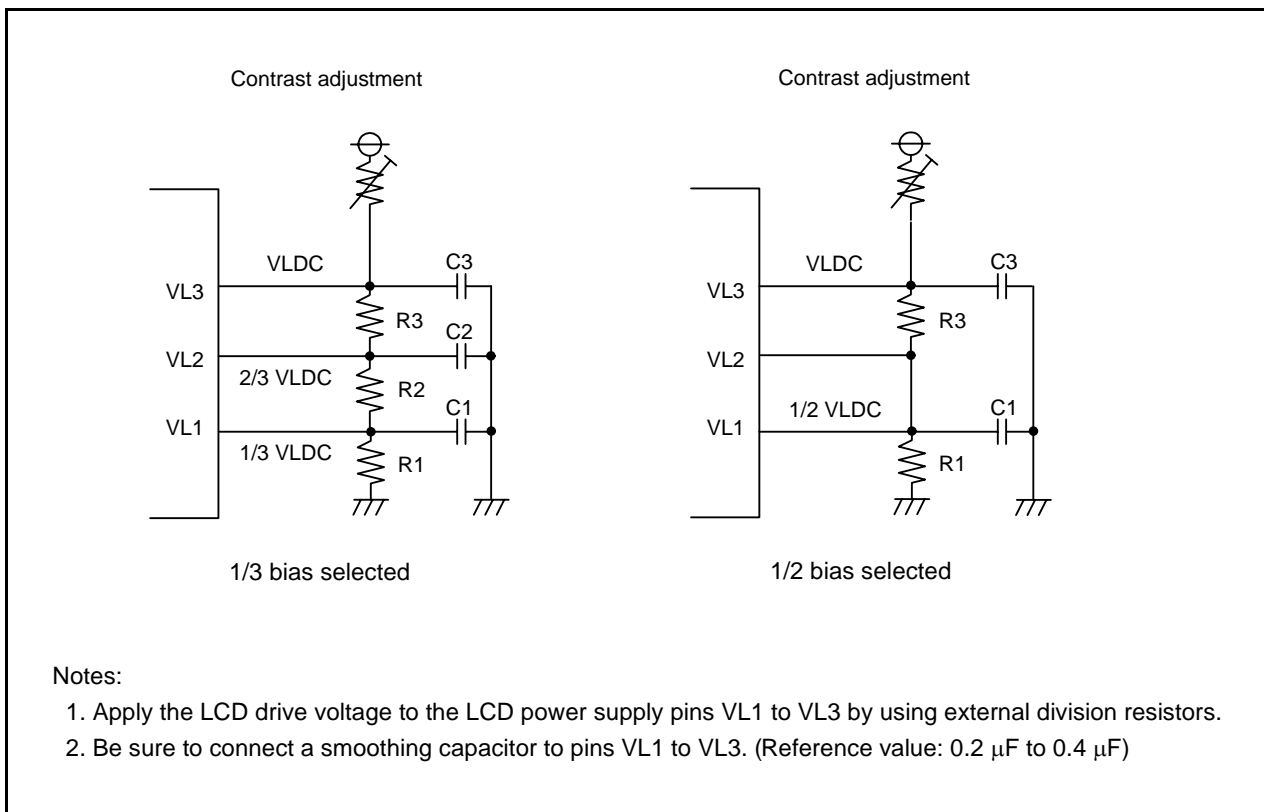 Contrast adjustment
VLDC
C3
VL3
R3
C2
VL2
2/3 VLDC
R2
C1
VL1
1/3 VLDC
R1
1/3 bias selected
Contrast adjustment
VLDC
C3
VL3
R3
VL2
1/2 VLDC
C1
VL1
R1
1/2 bias selected
Notes:
1. Apply the LCD drive voltage to the LCD power supply pins VL1 to VL3 by using external division resistors.
2. Be sure to connect a smoothing capacitor to pins VL1 to VL3. (Reference value: 0.2 μF to 0.4 μF)